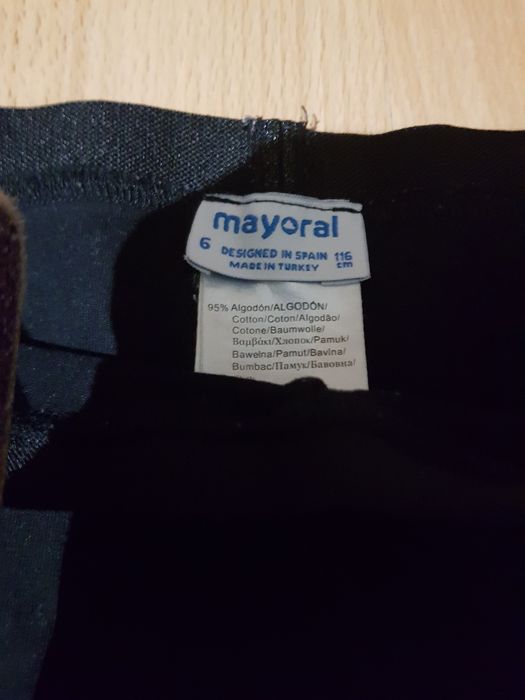 mayoral
6 DESIGNED IN SPAIN 116
MADE IN TURKEY cm
95% Algodón/ALGODÓN/
Cotton/Coton/Algodão/
Cotone/Baumwolle/
Βαμβάκι/Хлопок/Pamuk/
Bawełna/Pamut/Bavlna/
Bumbac/Памук/Бавовна/